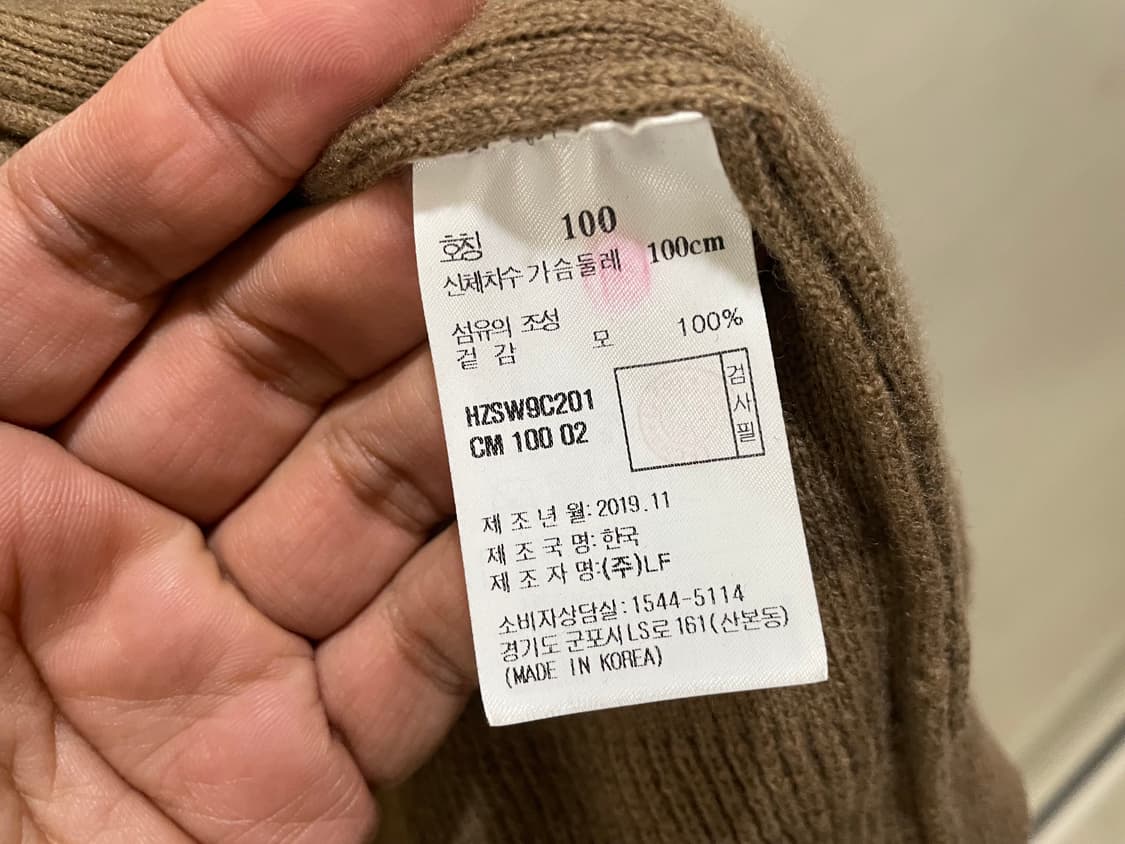 호칭 100
신체치수 가슴둘레 100cm
섬유의 조성
겉 감 모 100%
HZSW9C201
CM 100 02
검사필
제 조 년 월: 2019.11
제 조 국 명: 한국
제 조 자 명:(주)LF
소비자상담실:1544-5114
경기도 군포시LS로 161(산본동)
(MADE IN KOREA)